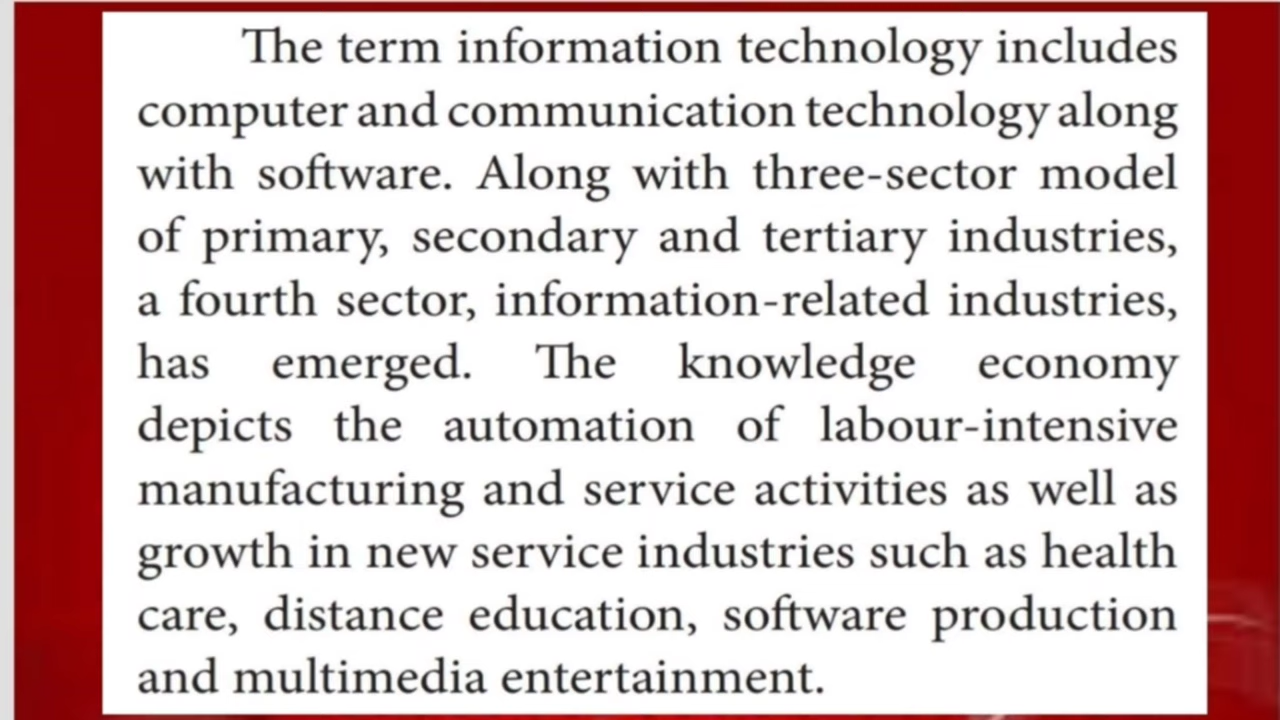 The term information technology includes
computer and communication technology along
with software. Along with three-sector model
of primary, secondary and tertiary industries,
a fourth sector, information-related industries,
has emerged. The knowledge economy
depicts the automation of labour-intensive
manufacturing and service activities as well as
growth in new service industries such as health
care, distance education, software production
and multimedia entertainment.